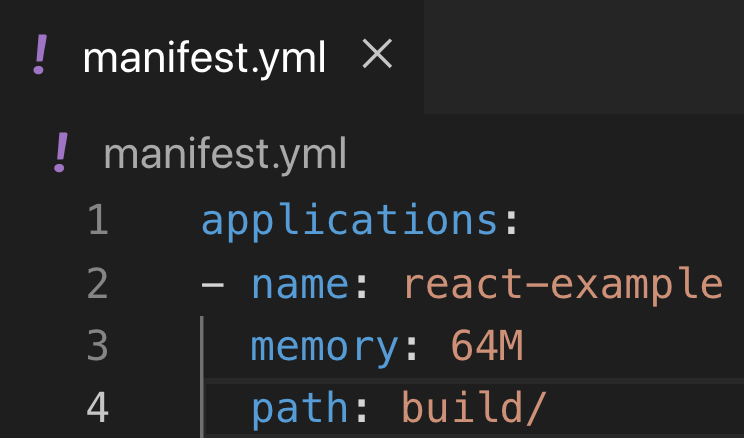 manifest.yml
manifest.yml
1 applications:
2 - name: react-example
3 memory: 64M
4 path: build/